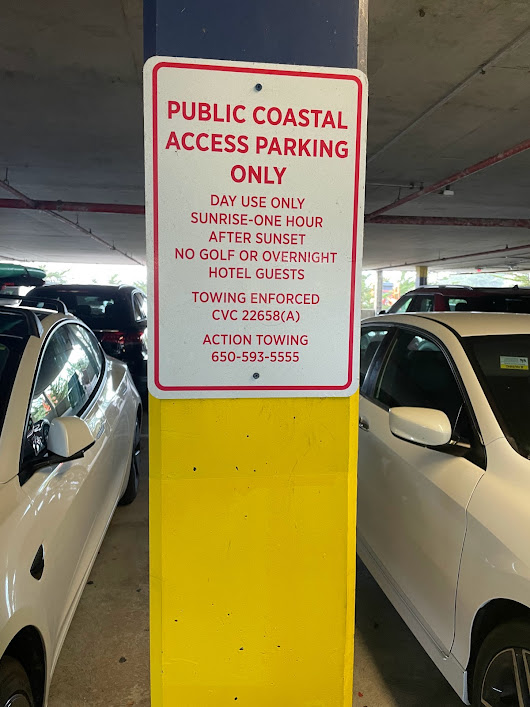 PUBLIC COASTAL
ACCESS PARKING
ONLY
DAY USE ONLY
SUNRISE-ONE HOUR
AFTER SUNSET
NO GOLF OR OVERNIGHT
HOTEL GUESTS
TOWING ENFORCED
CVC 22658(A)
ACTION TOWING
650-593-5555